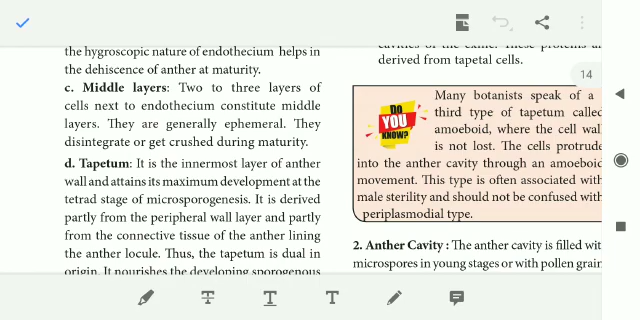 the hygroscopic nature of endothecium helps in
the dehiscence of anther at maturity.
c. Middle layers: Two to three layers of
cells next to endothecium constitute middle
layers. They are generally ephemeral. They
disintegrate or get crushed during maturity.
d. Tapetum: It is the innermost layer of anther
wall and attains its maximum development at the
tetrad stage of microsporogenesis. It is derived
partly from the peripheral wall layer and partly
from the connective tissue of the anther lining
the anther locule. Thus, the tapetum is dual in
origin. It nourishes the developing sporogenous
cavities of the exine. These proteins a
derived from tapetal cells.
14
DO
YOU
KNOW?
Many botanists speak of a
third type of tapetum called
amoeboid, where the cell wal
is not lost. The cells protrude
into the anther cavity through an amoeboid
movement. This type is often associated with
male sterility and should not be confused with
periplasmodial type.
2. Anther Cavity : The anther cavity is filled wit
microspores in young stages or with pollen grain
T
T
T